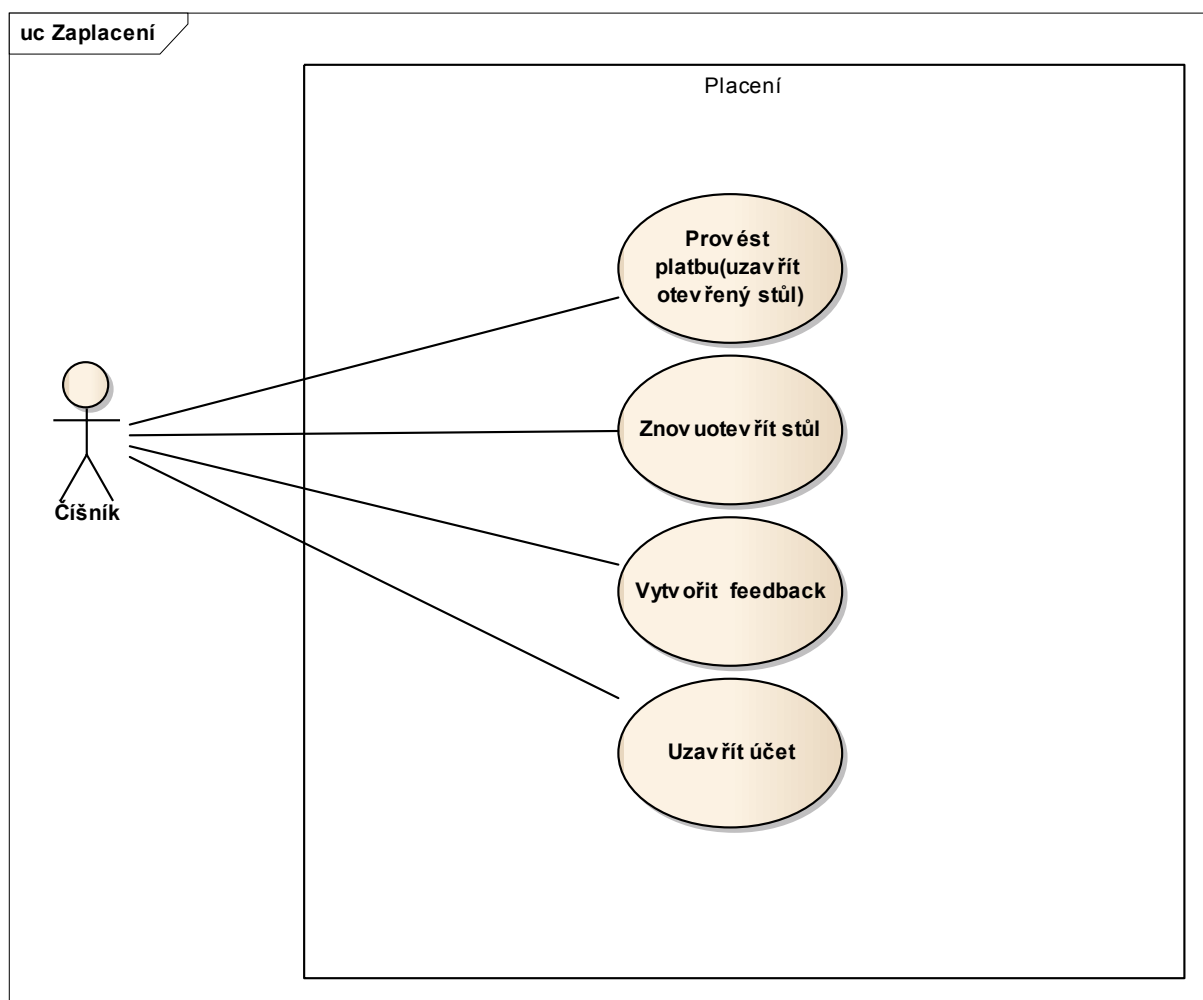 uc Zaplacení
Placení
Provést
platbu(uzavřít
otevřený stůl)
Znovuotevřít stůl
Vytvořit feedback
Uzavřít účet
Číšník